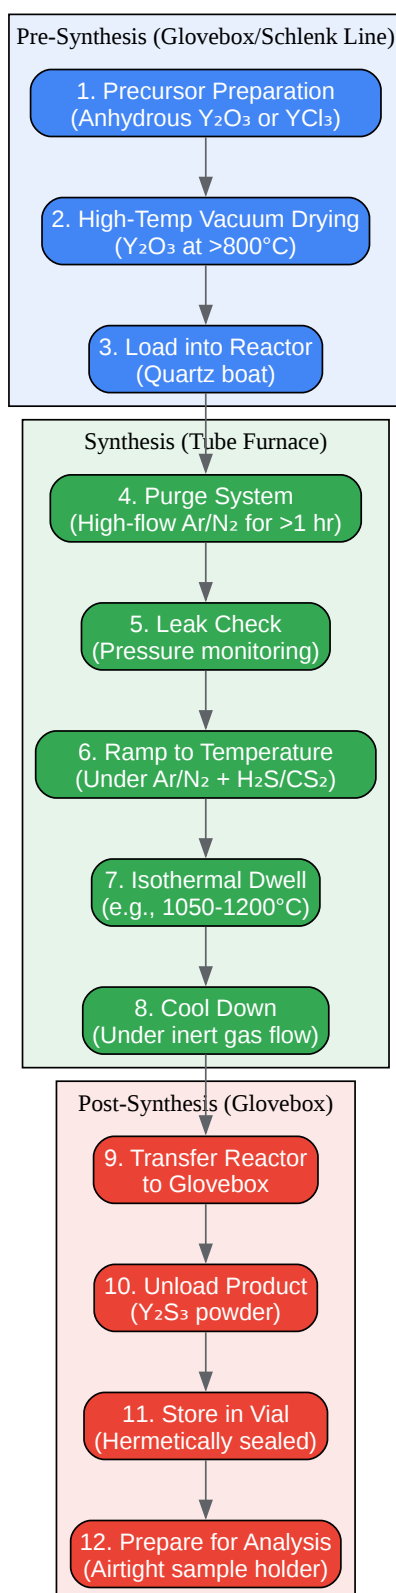 Pre-Synthesis (Glovebox/Schlenk Line)
1. Precursor Preparation
(Anhydrous Y₂O₃ or YCl₃)
2. High-Temp Vacuum Drying
(Y₂O₃ at >800°C)
3. Load into Reactor
(Quartz boat)
Synthesis (Tube Furnace)
4. Purge System
(High-flow Ar/N₂ for >1 hr)
5. Leak Check
(Pressure monitoring)
6. Ramp to Temperature
(Under Ar/N₂ + H₂S/CS₂)
7. Isothermal Dwell
(e.g., 1050-1200°C)
8. Cool Down
(Under inert gas flow)
Post-Synthesis (Glovebox)
9. Transfer Reactor
to Glovebox
10. Unload Product
(Y₂S₃ powder)
11. Store in Vial
(Hermetically sealed)
12. Prepare for Analysis
(Airtight sample holder)